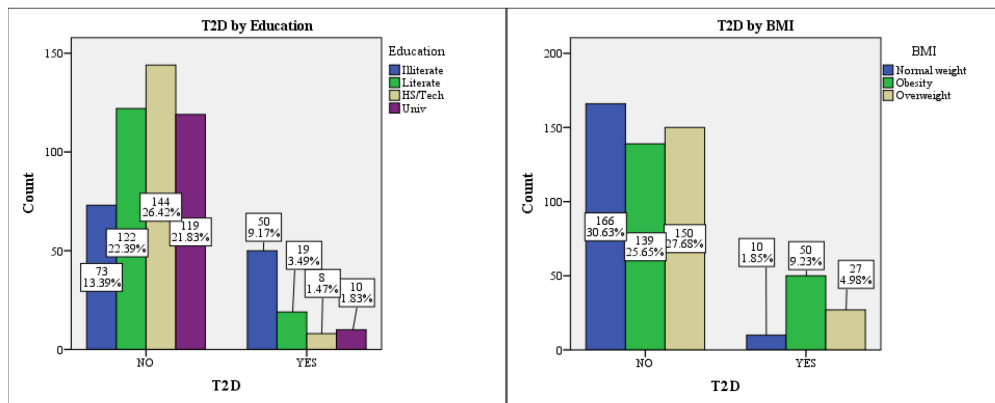 T2D by Education
Education
Illiterate
Literate
HS/Tech
Univ
150
100
50
0
Count
73
13.39%
122
22.39%
144
26.42%
119
21.83%
50
9.17%
19
3.49%
8
1.47%
10
1.83%
NO
YES
T2D
T2D by BMI
BMI
Normal weight
Obesity
Overweight
200
150
100
50
0
Count
166
30.63%
139
25.65%
150
27.68%
10
1.85%
50
9.23%
27
4.98%
NO
YES
T2D